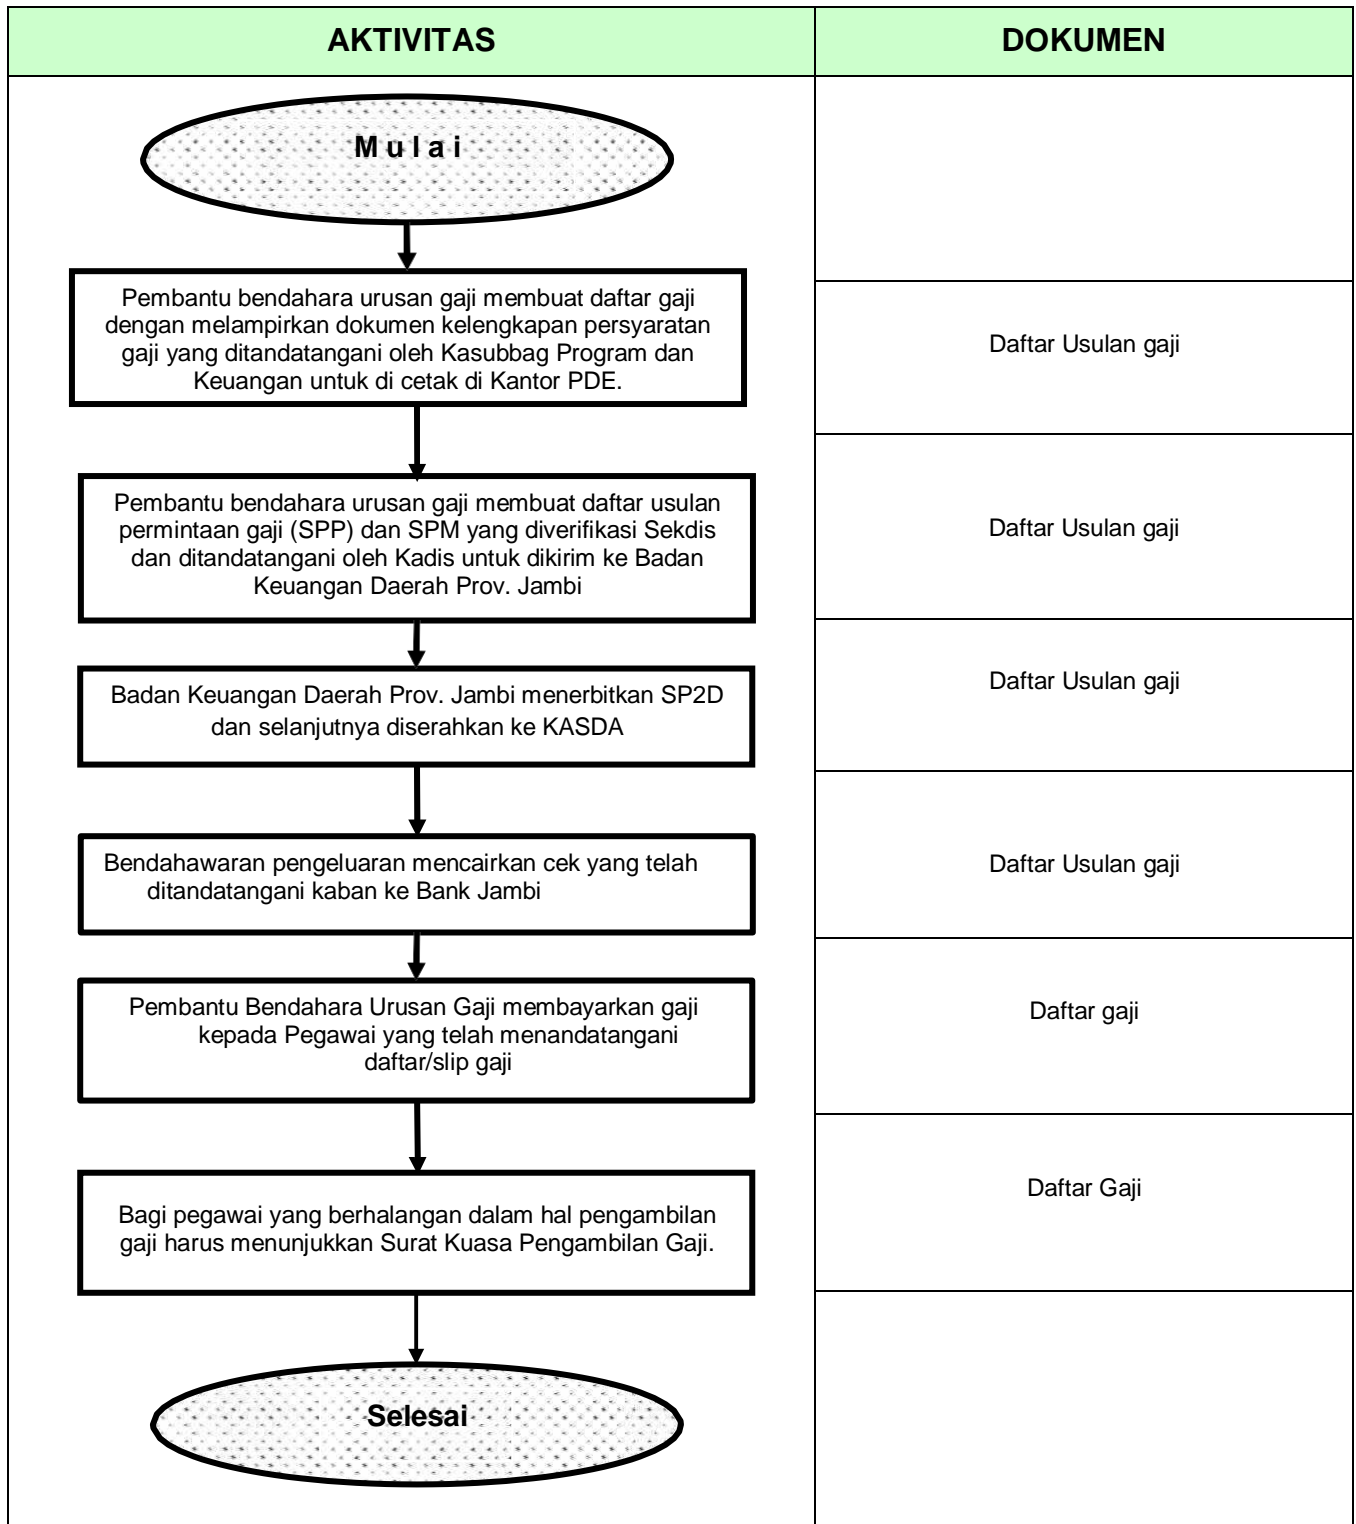 AKTIVITAS
DOKUMEN
M u l a i
Pembantu bendahara urusan gaji membuat daftar gaji
dengan melampirkan dokumen kelengkapan persyaratan
gaji yang ditandatangani oleh Kasubbag Program dan
Keuangan untuk di cetak di Kantor PDE.
Daftar Usulan gaji
Pembantu bendahara urusan gaji membuat daftar usulan
permintaan gaji (SPP) dan SPM yang diverifikasi Sekdis
dan ditandatangani oleh Kadis untuk dikirim ke Badan
Keuangan Daerah Prov. Jambi
Daftar Usulan gaji
Badan Keuangan Daerah Prov. Jambi menerbitkan SP2D
dan selanjutnya diserahkan ke KASDA
Daftar Usulan gaji
Bendahawaran pengeluaran mencairkan cek yang telah
ditandatangani kaban ke Bank Jambi
Daftar Usulan gaji
Pembantu Bendahara Urusan Gaji membayarkan gaji
kepada Pegawai yang telah menandatangani
daftar/slip gaji
Daftar gaji
Bagi pegawai yang berhalangan dalam hal pengambilan
gaji harus menunjukkan Surat Kuasa Pengambilan Gaji.
Daftar Gaji
Selesai